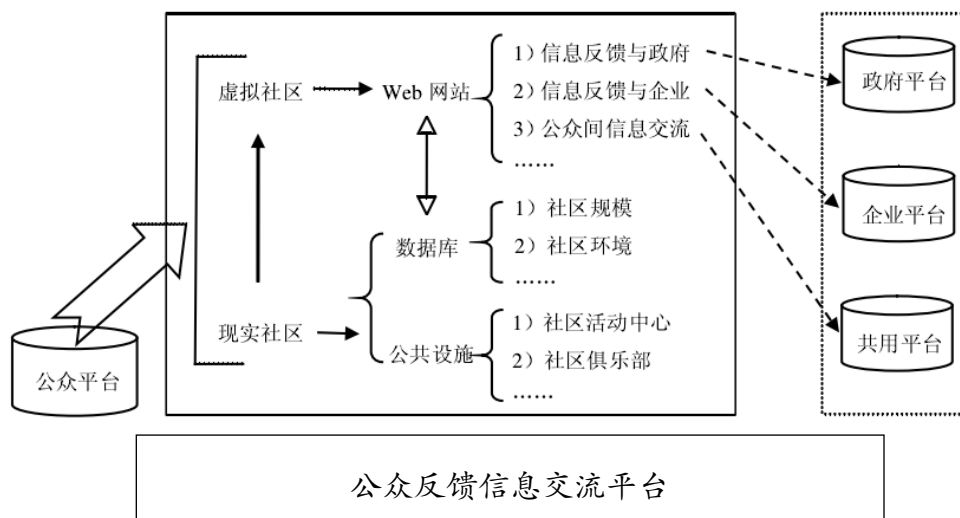 虚拟社区
Web 网站
1）信息反馈与政府
2）信息反馈与企业
3）公众间信息交流
……
数据库
1）社区规模
2）社区环境
……
现实社区
公共设施
1）社区活动中心
2）社区俱乐部
……
公众平台
政府平台
企业平台
共用平台
公众反馈信息交流平台